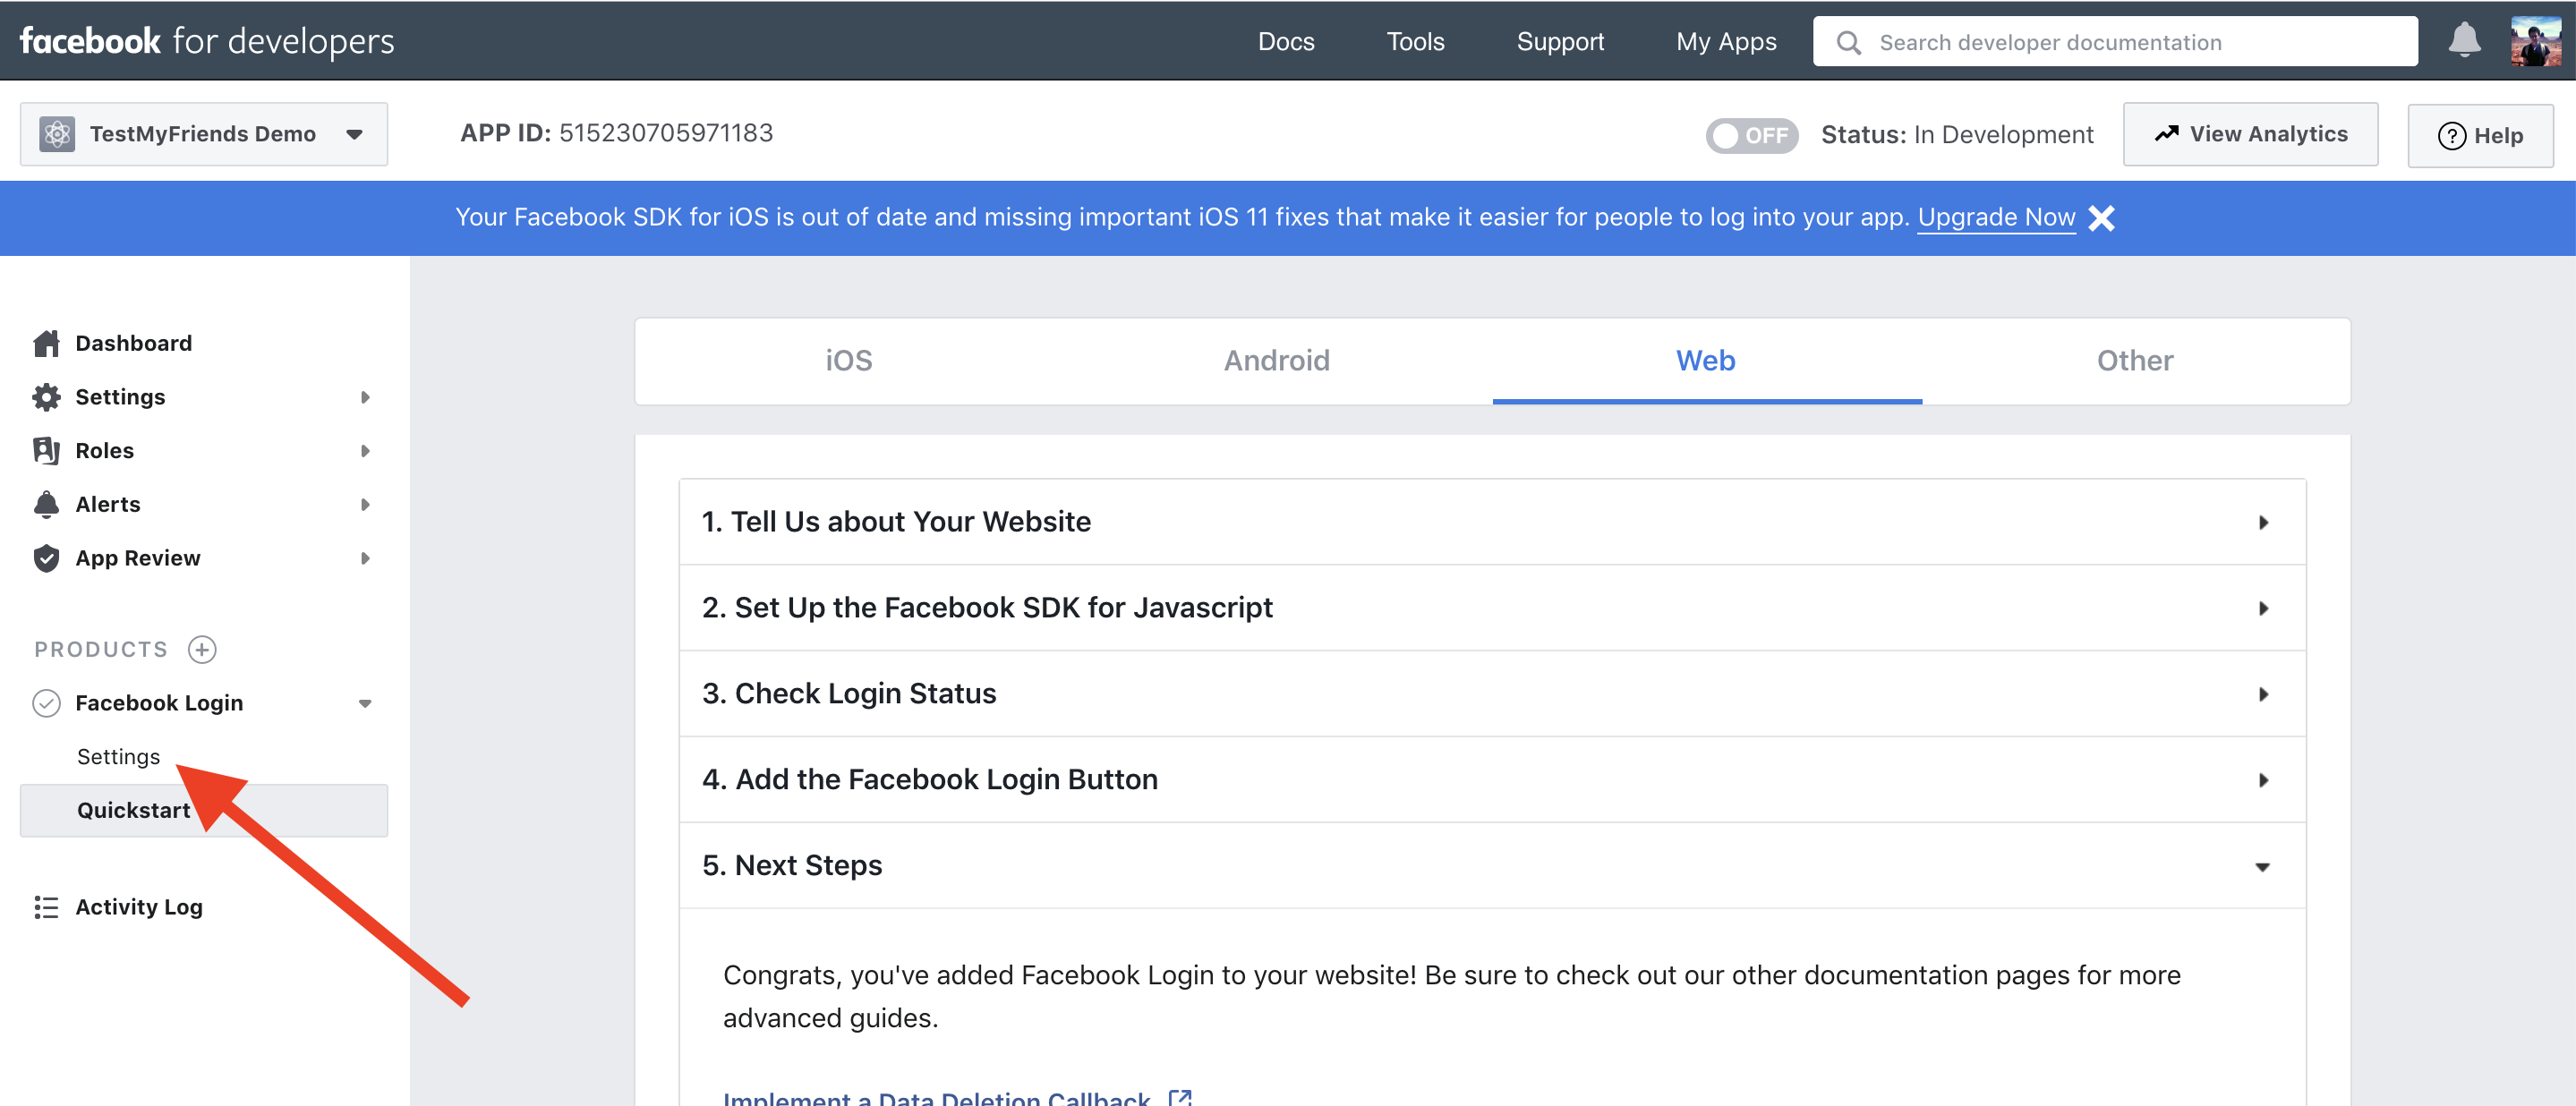 facebook for developers
Docs
Tools
Support
My Apps
Search developer documentation
TestMyFriends Demo
APP ID: 515230705971183
OFF
Status: In Development
View Analytics
Help
Your Facebook SDK for iOS is out of date and missing important iOS 11 fixes that make it easier for people to log into your app. Upgrade Now
Dashboard
Settings
Roles
Alerts
App Review
PRODUCTS
Facebook Login
Settings
Quickstart
Activity Log
iOS
Android
Web
Other
1. Tell Us about Your Website
2. Set Up the Facebook SDK for Javascript
3. Check Login Status
4. Add the Facebook Login Button
5. Next Steps
Congrats, you've added Facebook Login to your website! Be sure to check out our other documentation pages for more
advanced guides.
Implement a Data Deletion Callback